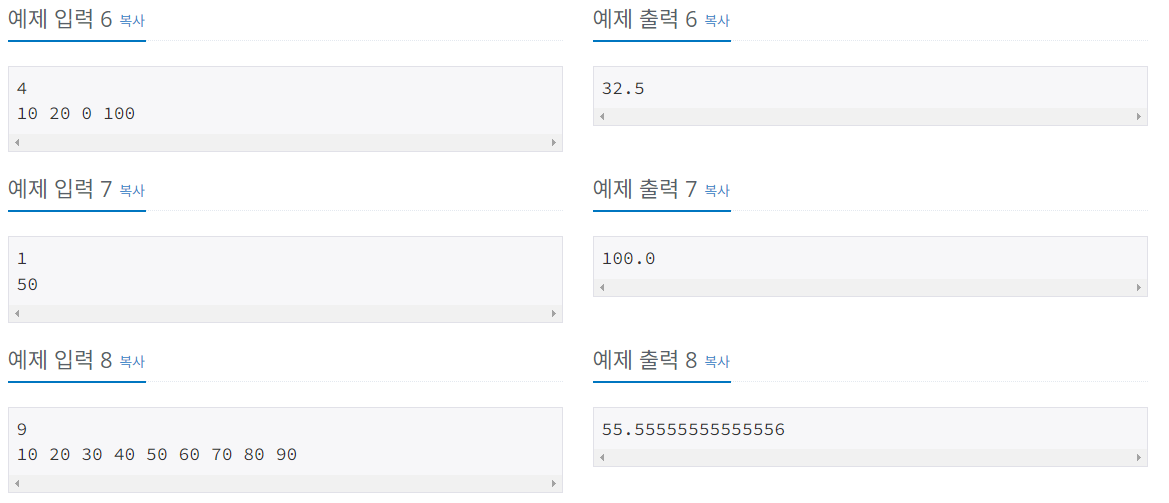 예제 입력 6 복사
4
10 20 0 100
예제 출력 6 복사
32.5
예제 입력 7 복사
1
50
예제 출력 7 복사
100.0
예제 입력 8 복사
9
10 20 30 40 50 60 70 80 90
예제 출력 8 복사
55.55555555555556